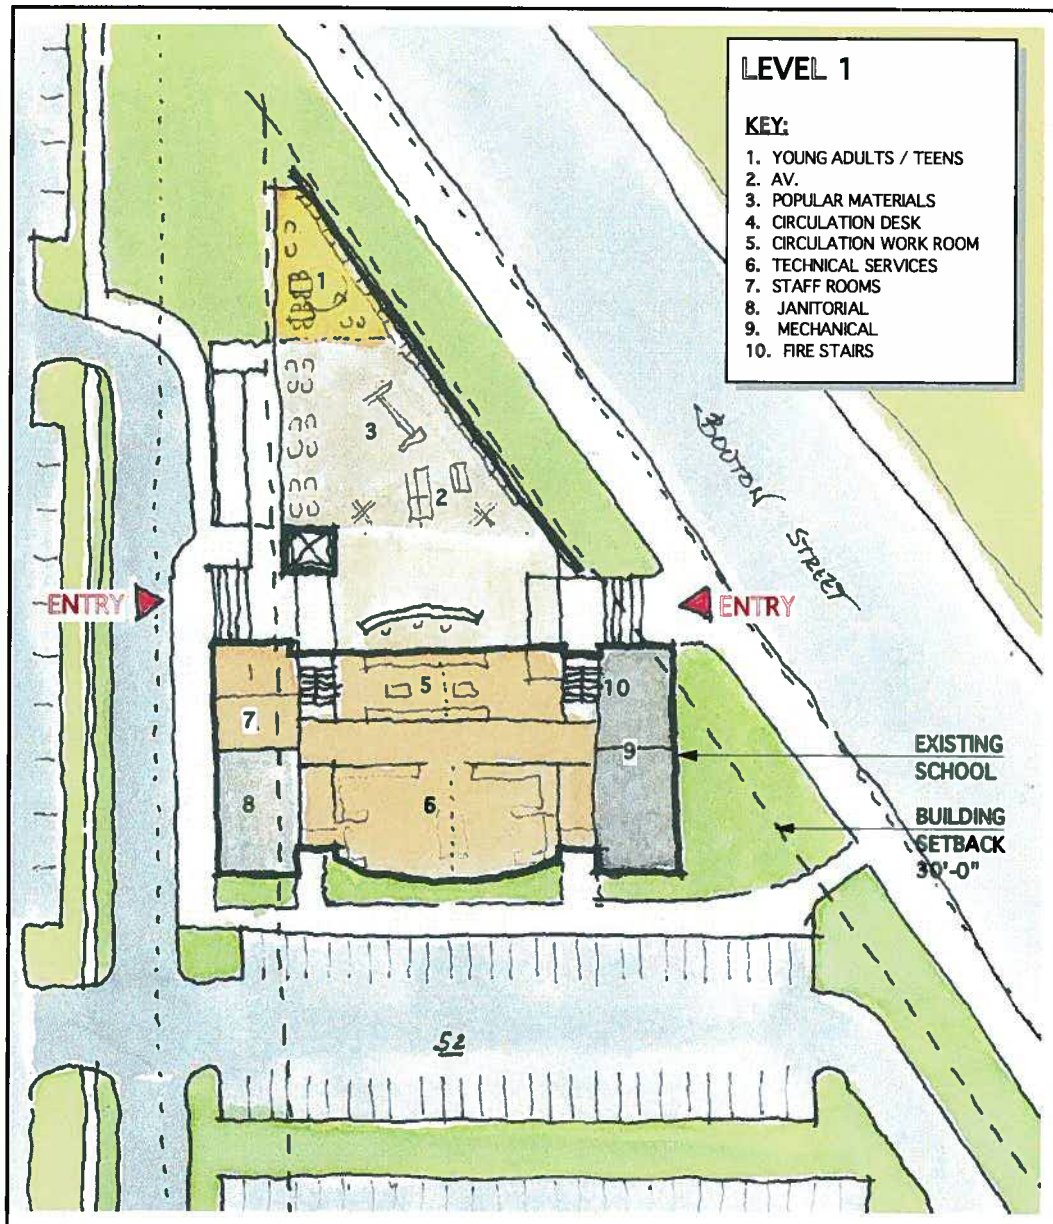 LEVEL 1
KEY:
1. YOUNG ADULTS / TEENS
2. AV.
3. POPULAR MATERIALS
4. CIRCULATION DESK
5. CIRCULATION WORK ROOM
6. TECHNICAL SERVICES
7. STAFF ROOMS
8. JANITORIAL
9. MECHANICAL
10. FIRE STAIRS
1
3
2
BOUTON STREET
ENTRY
ENTRY
5
10
7
9
8
6
EXISTING
SCHOOL
BUILDING
SETBACK
30'-0"
52